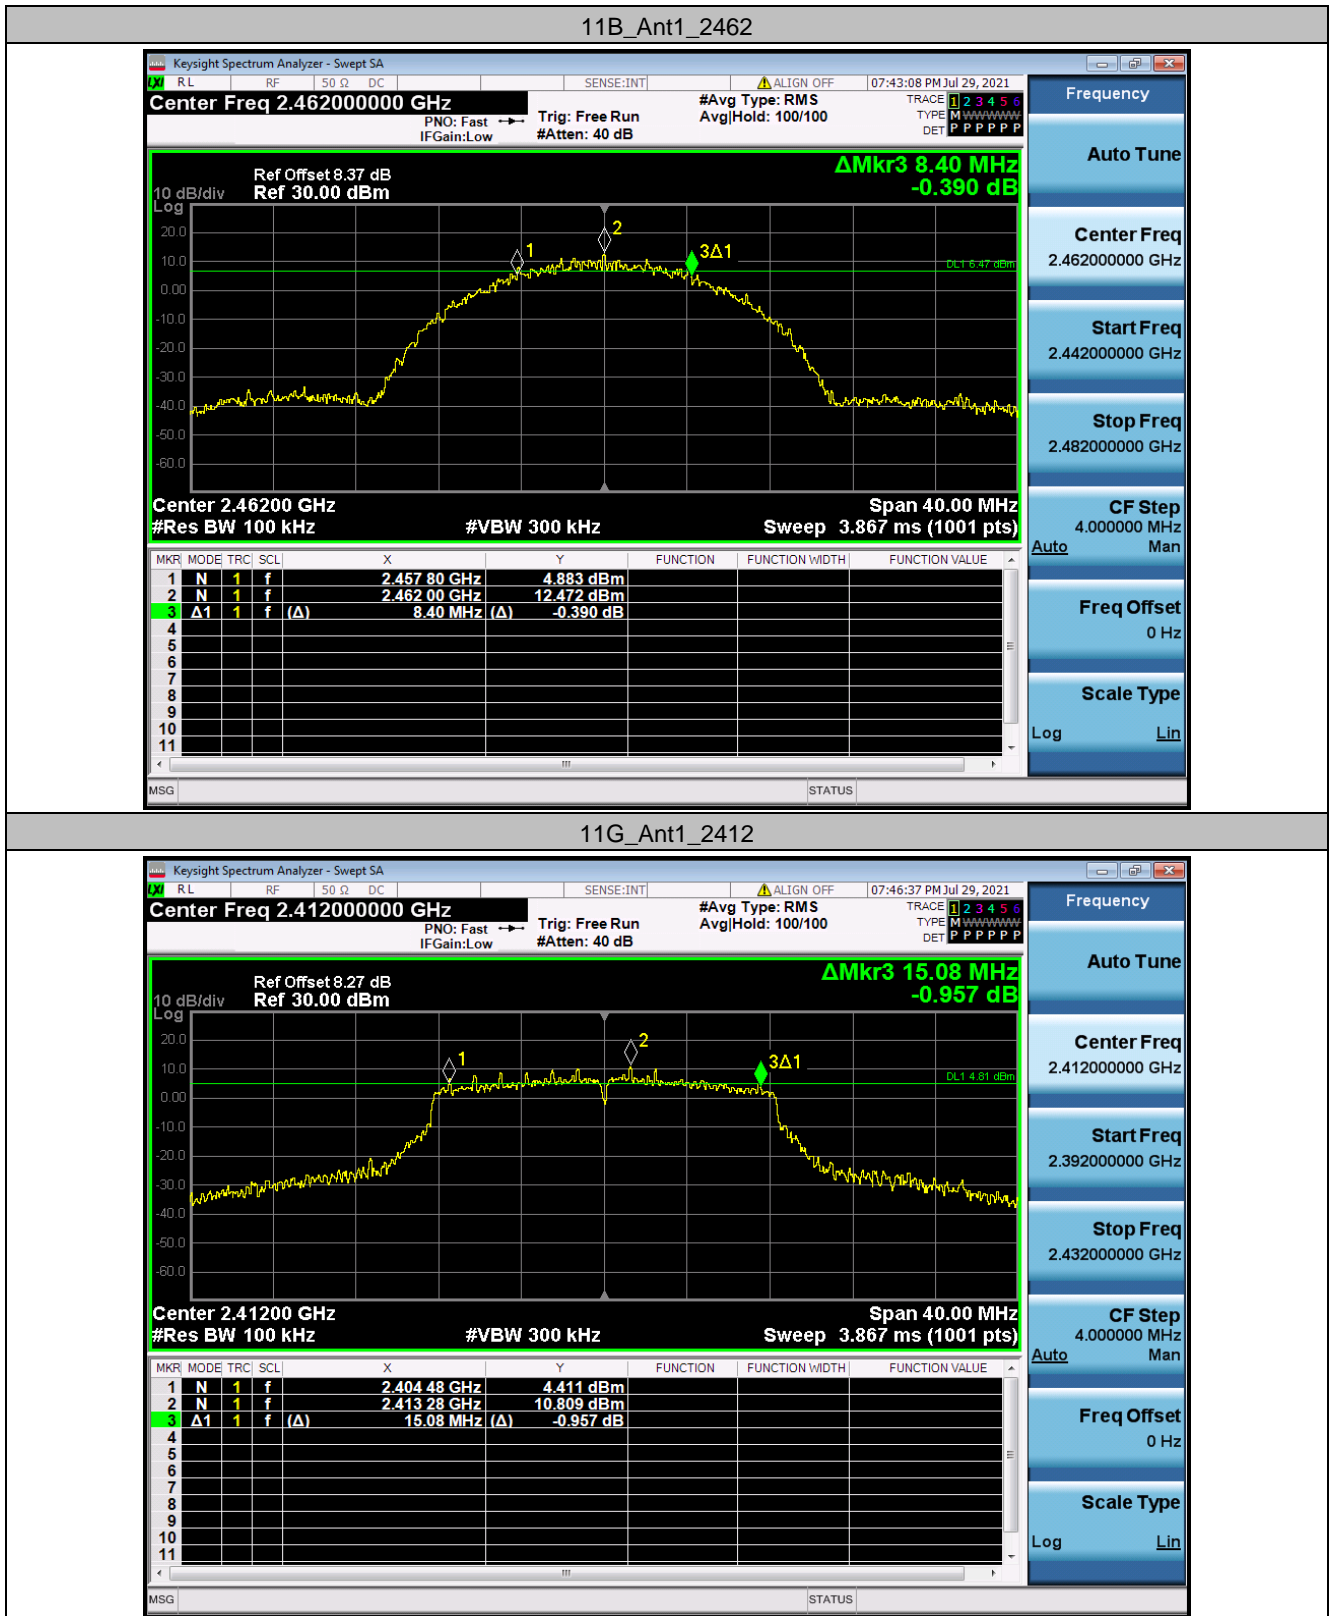 11B_Ant1_2462
Keysight Spectrum Analyzer - Swept SA
LXI RL RF 50 Ω DC SENSE:INT ALIGN OFF 07:43:08 PM Jul 29, 2021
Center Freq 2.462000000 GHz #Avg Type: RMS TRACE 1 2 3 4 5 6
PNO: Fast Trig: Free Run Avg|Hold: 100/100 TYPE M WWWWW
IFGain:Low #Atten: 40 dB DET P P P P P P
Ref Offset 8.37 dB ΔMkr3 8.40 MHz
10 dB/div Ref 30.00 dBm -0.390 dB
Log
20.0
10.0
0.00
-10.0
-20.0
-30.0
-40.0
-50.0
-60.0
1
2
3Δ1
DL1 6.47 dBm
Center 2.46200 GHz Span 40.00 MHz
#Res BW 100 kHz #VBW 300 kHz Sweep 3.867 ms (1001 pts)
MKR MODE TRC SCL X Y FUNCTION FUNCTION WIDTH FUNCTION VALUE
1 N 1 f 2.457 80 GHz 4.883 dBm
2 N 1 f 2.462 00 GHz 12.472 dBm
3 Δ1 1 f (Δ) 8.40 MHz (Δ) -0.390 dB
4
5
6
7
8
9
10
11
MSG STATUS
Frequency
Auto Tune
Center Freq
2.462000000 GHz
Start Freq
2.442000000 GHz
Stop Freq
2.482000000 GHz
CF Step
4.000000 MHz
Auto Man
Freq Offset
0 Hz
Scale Type
Log Lin
11G_Ant1_2412
Keysight Spectrum Analyzer - Swept SA
LXI RL RF 50 Ω DC SENSE:INT ALIGN OFF 07:46:37 PM Jul 29, 2021
Center Freq 2.412000000 GHz #Avg Type: RMS TRACE 1 2 3 4 5 6
PNO: Fast Trig: Free Run Avg|Hold: 100/100 TYPE M WWWWW
IFGain:Low #Atten: 40 dB DET P P P P P P
Ref Offset 8.27 dB ΔMkr3 15.08 MHz
10 dB/div Ref 30.00 dBm -0.957 dB
Log
20.0
10.0
0.00
-10.0
-20.0
-30.0
-40.0
-50.0
-60.0
1
2
3Δ1
DL1 4.81 dBm
Center 2.41200 GHz Span 40.00 MHz
#Res BW 100 kHz #VBW 300 kHz Sweep 3.867 ms (1001 pts)
MKR MODE TRC SCL X Y FUNCTION FUNCTION WIDTH FUNCTION VALUE
1 N 1 f 2.404 48 GHz 4.411 dBm
2 N 1 f 2.413 28 GHz 10.809 dBm
3 Δ1 1 f (Δ) 15.08 MHz (Δ) -0.957 dB
4
5
6
7
8
9
10
11
MSG STATUS
Frequency
Auto Tune
Center Freq
2.412000000 GHz
Start Freq
2.392000000 GHz
Stop Freq
2.432000000 GHz
CF Step
4.000000 MHz
Auto Man
Freq Offset
0 Hz
Scale Type
Log Lin